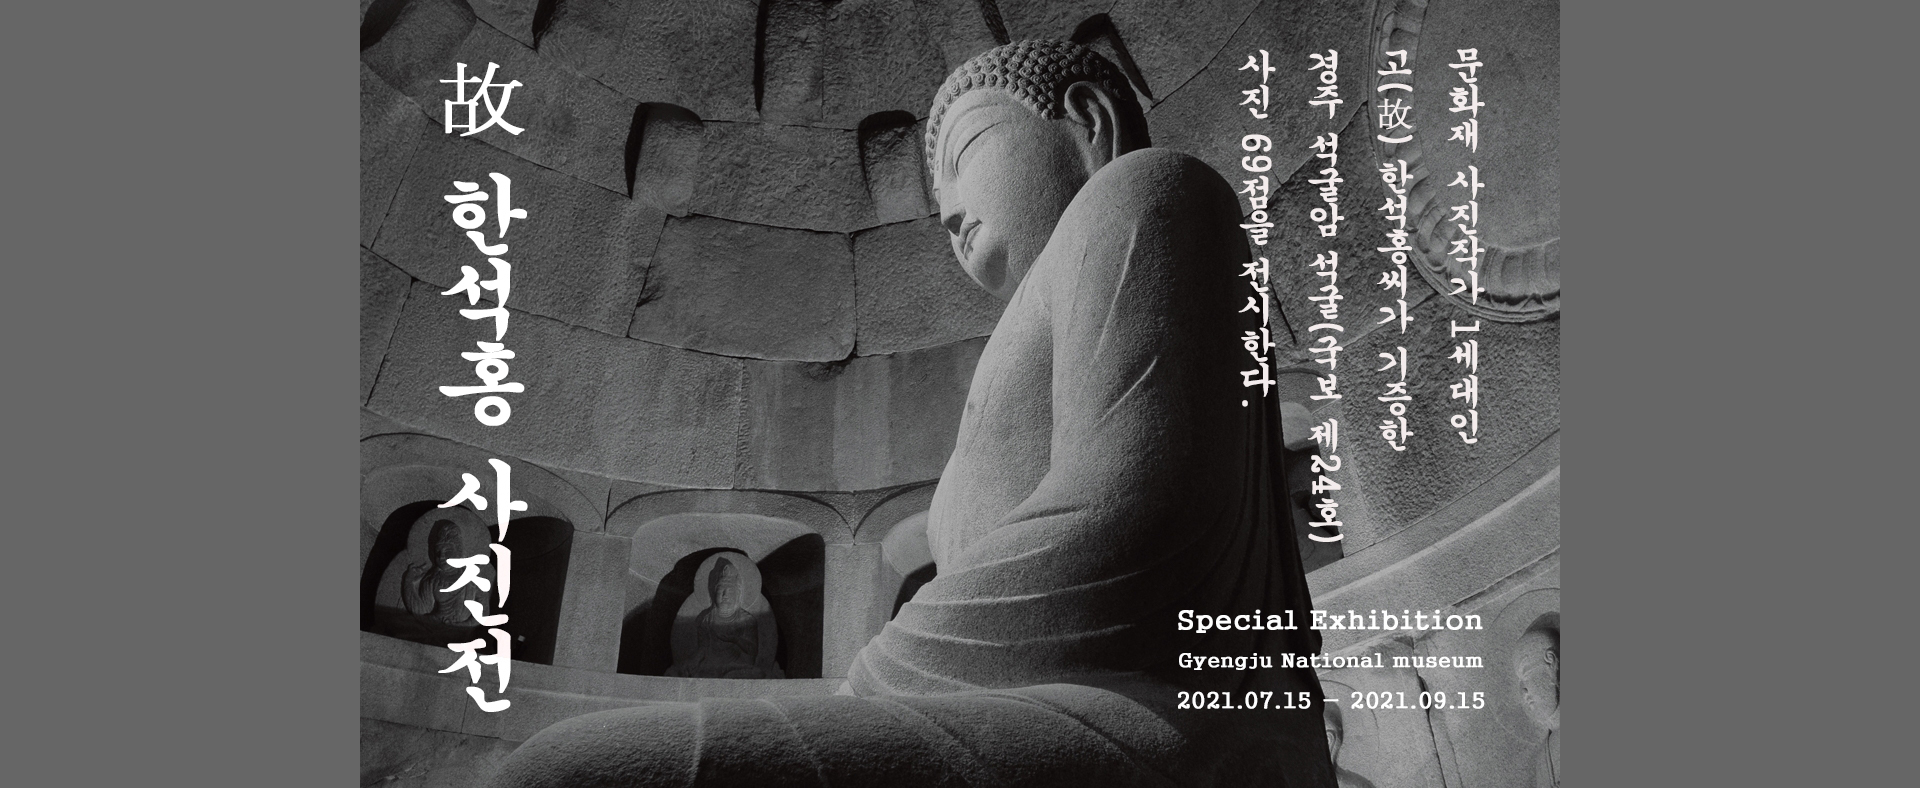 故 한석홍 사진전
문화재 사진작가 1세대인
고(故) 한석홍씨가 기증한
경주 석굴암 석굴(국보 제24호)
사진 69점을 전시한다.
Special Exhibition
Gyengju National museum
2021.07.15 - 2021.09.15